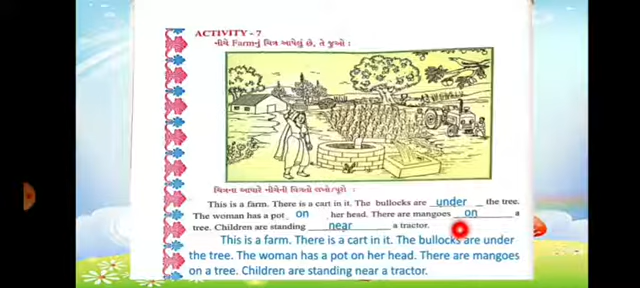 ACTIVITY - 7
નીચે Farmનું ચિત્ર આપેલું છે, તે જુઓ :
ચિત્રના આધારે નીચેની વિગતો લખો/પૂરો :
This is a farm. There is a cart in it. The bullocks are under the tree.
The woman has a pot on her head. There are mangoes on a
tree. Children are standing near a tractor.
This is a farm. There is a cart in it. The bullocks are under
the tree. The woman has a pot on her head. There are mangoes
on a tree. Children are standing near a tractor.